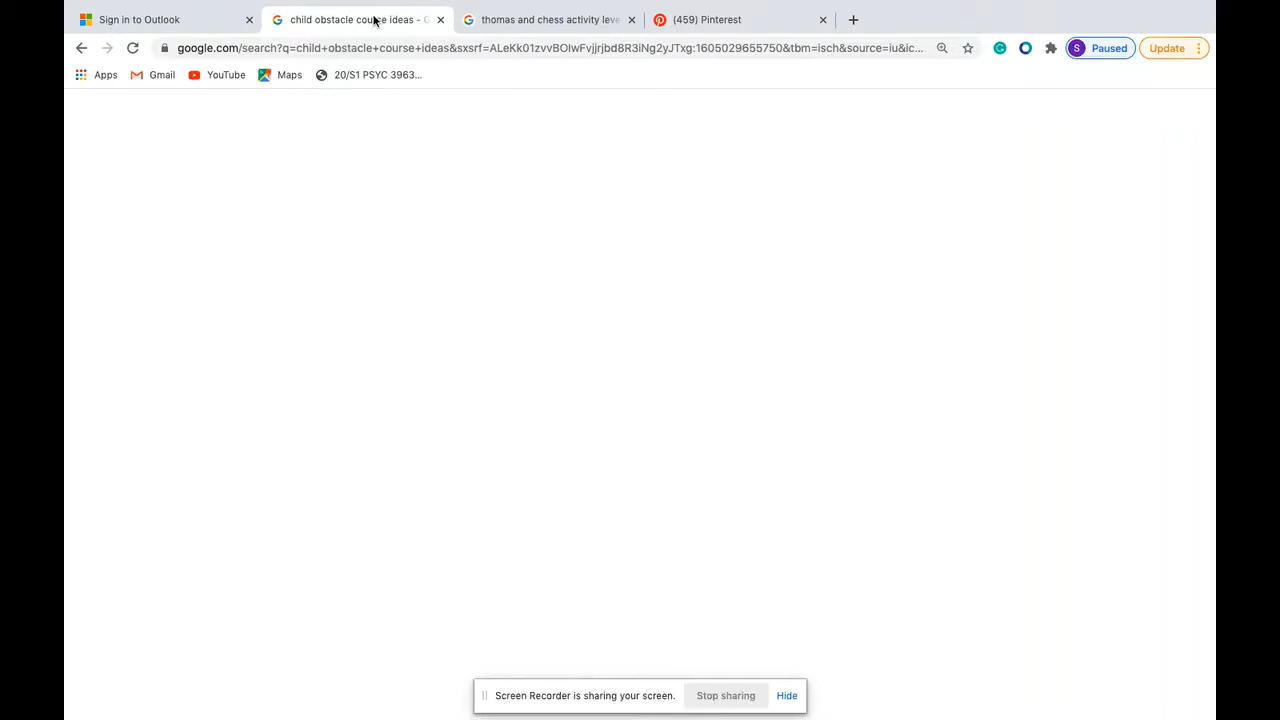 Sign in to Outlook
child obstacle course ideas - G
thomas and chess activity leve
(459) Pinterest
google.com/search?q=child+obstacle+course+ideas&sxsrf=ALeKk01zvvBOIwFvjjrjbd8R3iNg2yJTxg:1605029655750&tbm=isch&source=iu&ic...
S
Paused
Update
Apps
Gmail
YouTube
Maps
20/S1 PSYC 3963...
Screen Recorder is sharing your screen.
Stop sharing
Hide